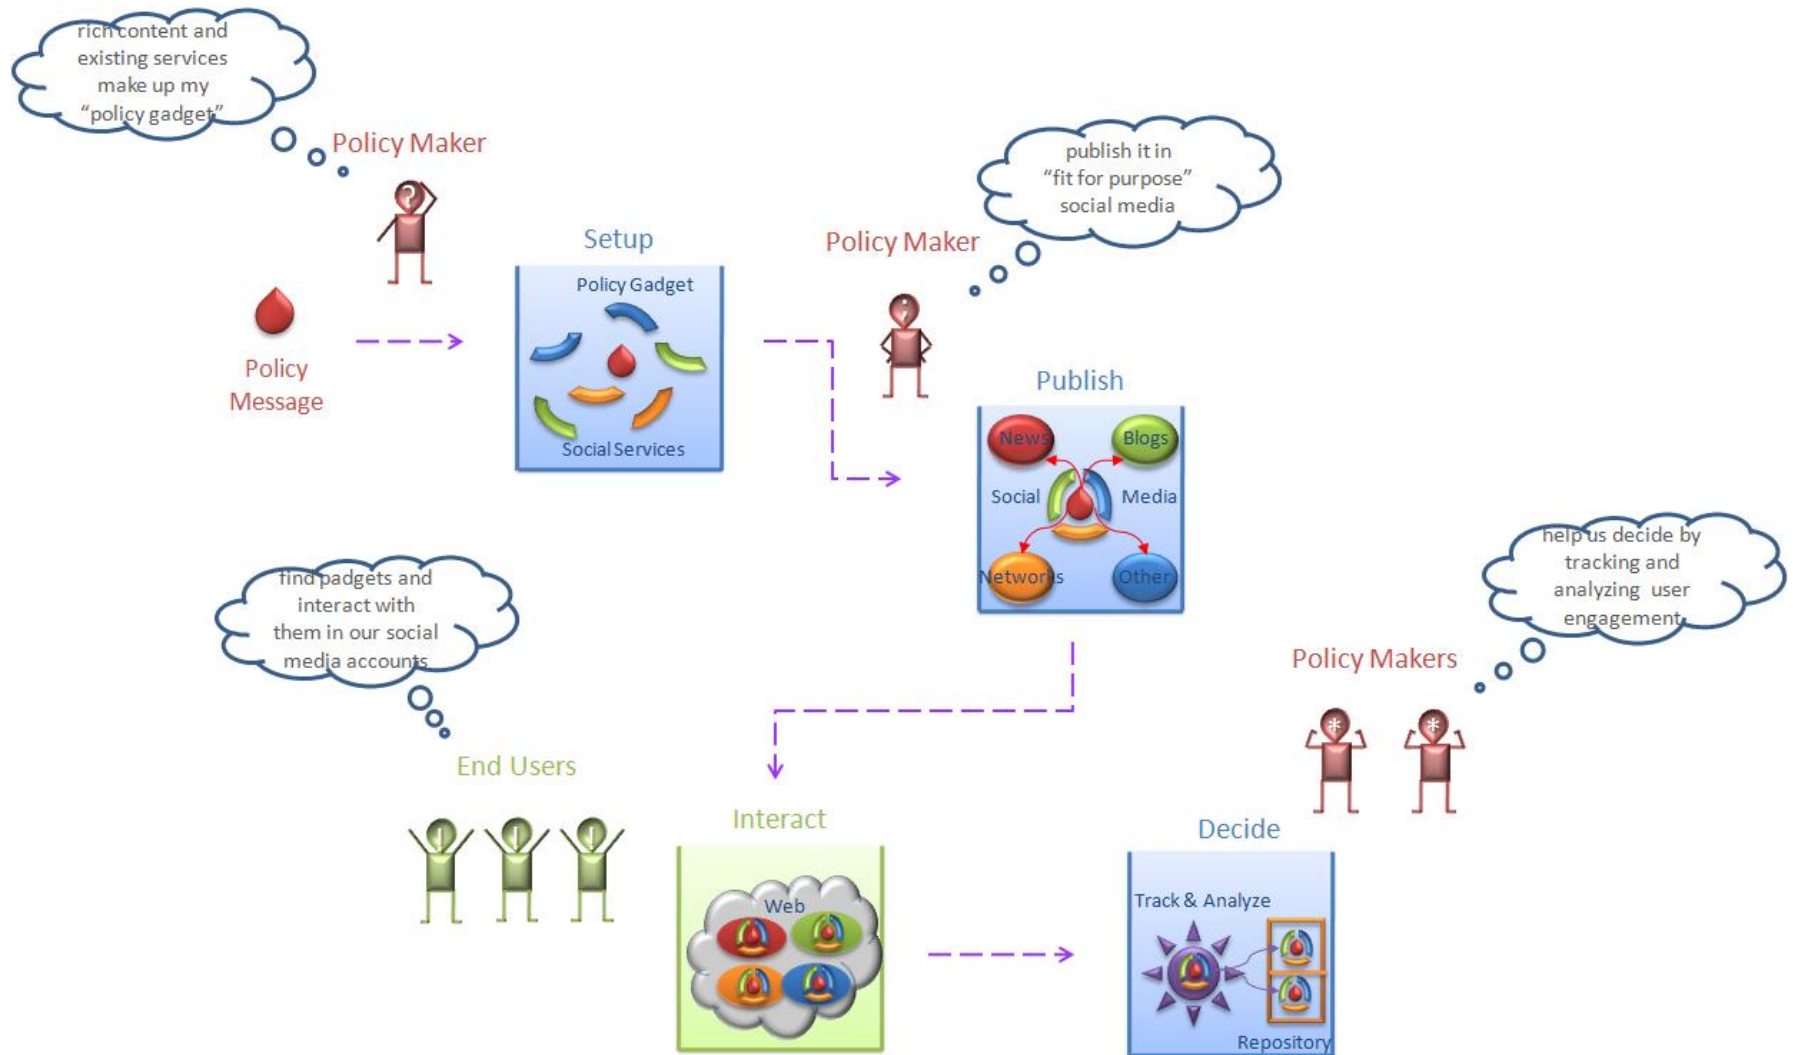 rich content and
existing services
make up my
“policy gadget”
Policy Maker
?
Policy
Message
Setup
Policy Gadget
Social Services
publish it in
“fit for purpose”
social media
Policy Maker
;
Publish
News
Blogs
Social
Media
Networks
Other
find padgets and
interact with
them in our social
media accounts
End Users
! ! !
Interact
Web
help us decide by
tracking and
analyzing user
engagement
Policy Makers
* *
Decide
Track & Analyze
Repository